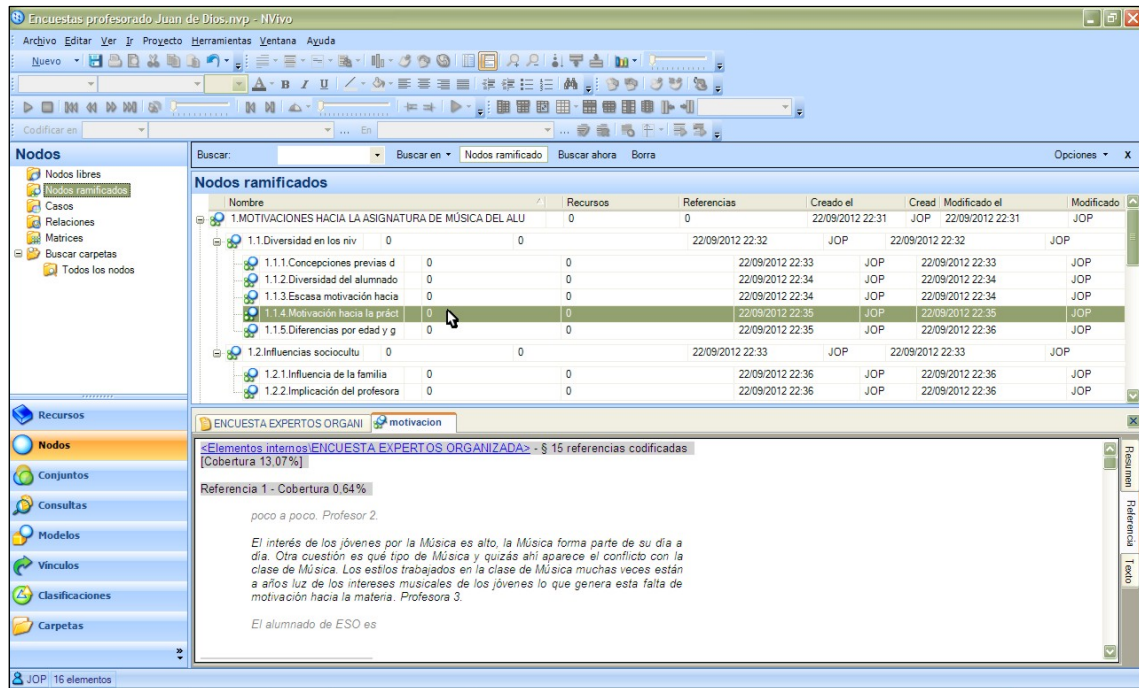 Encuestas profesorado Juan de Dios.nvp - NVivo
Archivo Editar Ver Ir Proyecto Herramientas Ventana Ayuda
Nuevo
A B I U
Codificar en ... En ...
Nodos
Nodos libres
Nodos ramificados
Casos
Relaciones
Matrices
Buscar carpetas
Todos los nodos
Recursos
Nodos
Conjuntos
Consultas
Modelos
Vínculos
Clasificaciones
Carpetas
Buscar: Buscar en Nodos ramificado Buscar ahora Borra Opciones X
Nodos ramificados
Nombre Recursos Referencias Creado el Cread Modificado el Modificado
1.MOTIVACIONES HACIA LA ASIGNATURA DE MÚSICA DEL ALU 0 0 22/09/2012 22:31 JOP 22/09/2012 22:31 JOP
1.1.Diversidad en los niv 0 0 22/09/2012 22:32 JOP 22/09/2012 22:32 JOP
1.1.1.Concepciones previas d 0 0 22/09/2012 22:33 JOP 22/09/2012 22:33 JOP
1.1.2.Diversidad del alumnado 0 0 22/09/2012 22:34 JOP 22/09/2012 22:34 JOP
1.1.3.Escasa motivación hacia 0 0 22/09/2012 22:34 JOP 22/09/2012 22:34 JOP
1.1.4.Motivación hacia la práct 0 0 22/09/2012 22:35 JOP 22/09/2012 22:35 JOP
1.1.5.Diferencias por edad y g 0 0 22/09/2012 22:36 JOP 22/09/2012 22:36 JOP
1.2.Influencias sociocultu 0 0 22/09/2012 22:33 JOP 22/09/2012 22:33 JOP
1.2.1.Influencia de la familia 0 0 22/09/2012 22:36 JOP 22/09/2012 22:36 JOP
1.2.2.Implicación del profesora 0 0 22/09/2012 22:36 JOP 22/09/2012 22:36 JOP
ENCUESTA EXPERTOS ORGANI motivacion
<Elementos internos\ENCUESTA EXPERTOS ORGANIZADA> - § 15 referencias codificadas
[Cobertura 13,07%]
Referencia 1 - Cobertura 0,64%
poco a poco. Profesor 2.
El interés de los jóvenes por la Música es alto, la Música forma parte de su día a
día. Otra cuestión es qué tipo de Música y quizás ahí aparece el conflicto con la
clase de Música. Los estilos trabajados en la clase de Música muchas veces están
a años luz de los intereses musicales de los jóvenes lo que genera esta falta de
motivación hacia la materia. Profesora 3.
El alumnado de ESO es
Resumen
Referencia
Texto
JOP 16 elementos